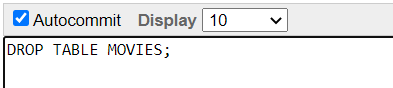 Autocommit Display 10
DROP TABLE MOVIES;